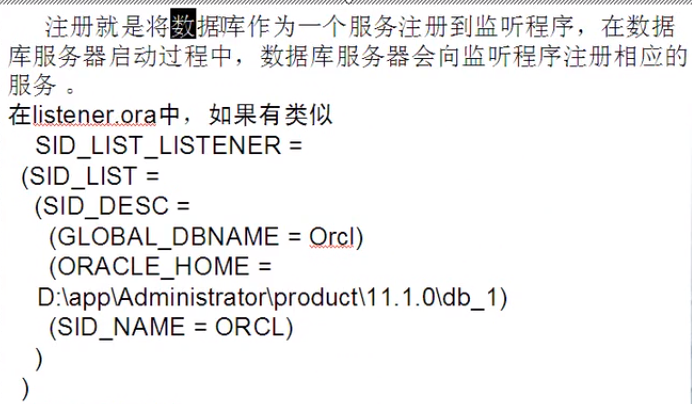 注册就是将数据库作为一个服务注册到监听程序，在数据
库服务器启动过程中，数据库服务器会向监听程序注册相应的
服务 。
在listener.ora中，如果有类似
SID_LIST_LISTENER =
(SID_LIST =
(SID_DESC =
(GLOBAL_DBNAME = Orcl)
(ORACLE_HOME =
D:\app\Administrator\product\11.1.0\db_1)
(SID_NAME = ORCL)
)
)